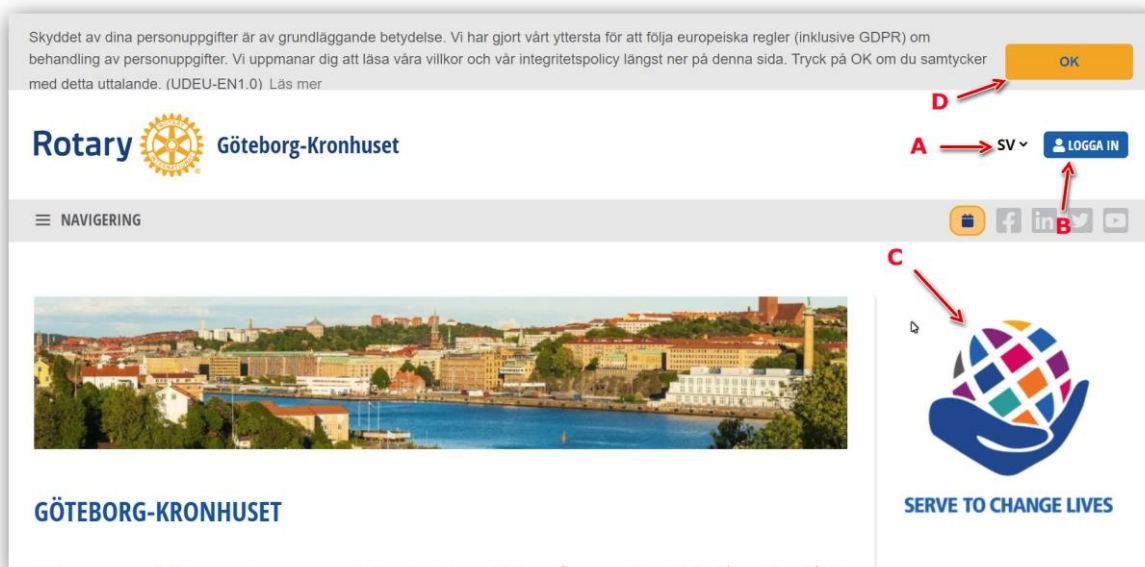 Skyddet av dina personuppgifter är av grundläggande betydelse. Vi har gjort vårt yttersta för att följa europeiska regler (inklusive GDPR) om
behandling av personuppgifter. Vi uppmanar dig att läsa våra villkor och vår integritetspolicy längst ner på denna sida. Tryck på OK om du samtycker
med detta uttalande. (UDEU-EN1.0) Läs mer
OK
D
Rotary
Göteborg-Kronhuset
A
SV
LOGGA IN
NAVIGERING
B
C
GÖTEBORG-KRONHUSET
SERVE TO CHANGE LIVES